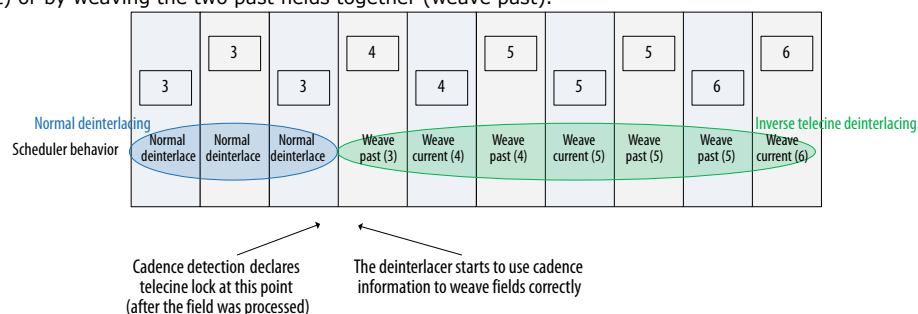 e) or by weaving the two past fields together (weave past).
3 4 5 5 6
3 3 4 5 6
Normal deinterlacing
Inverse telecine deinterlacing
Scheduler behavior
Normal deinterlace
Normal deinterlace
Normal deinterlace
Weave past (3)
Weave current (4)
Weave past (4)
Weave current (5)
Weave past (5)
Weave past (5)
Weave current (6)
Cadence detection declares
telecine lock at this point
(after the field was processed)
The deinterlacer starts to use cadence
information to weave fields correctly